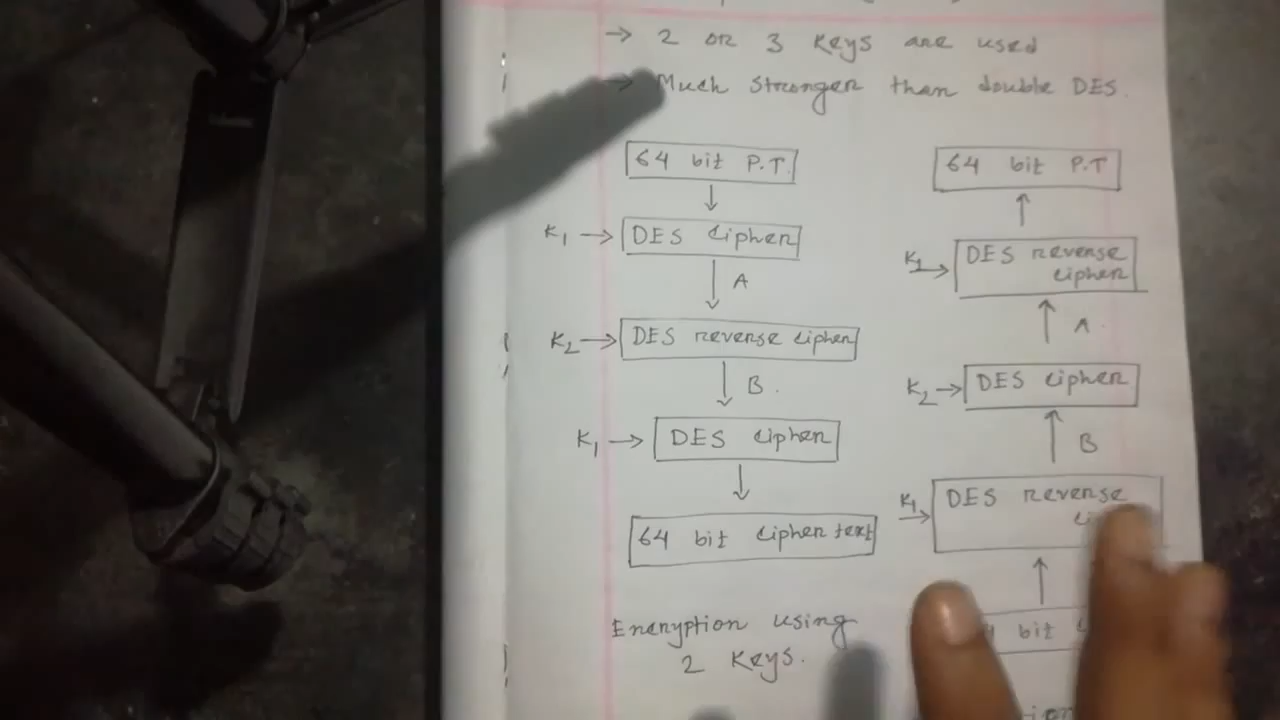 → 2 or 3 keys are used
→ Much stronger than double DES.
64 bit P.T.
K1 → DES cipher
A
K2 → DES reverse cipher
B.
K1 → DES cipher
64 bit cipher text
Encryption using
2 keys.
64 bit P.T
K1 → DES reverse
cipher
A
K2 → DES cipher
B
K1 → DES reverse
bit